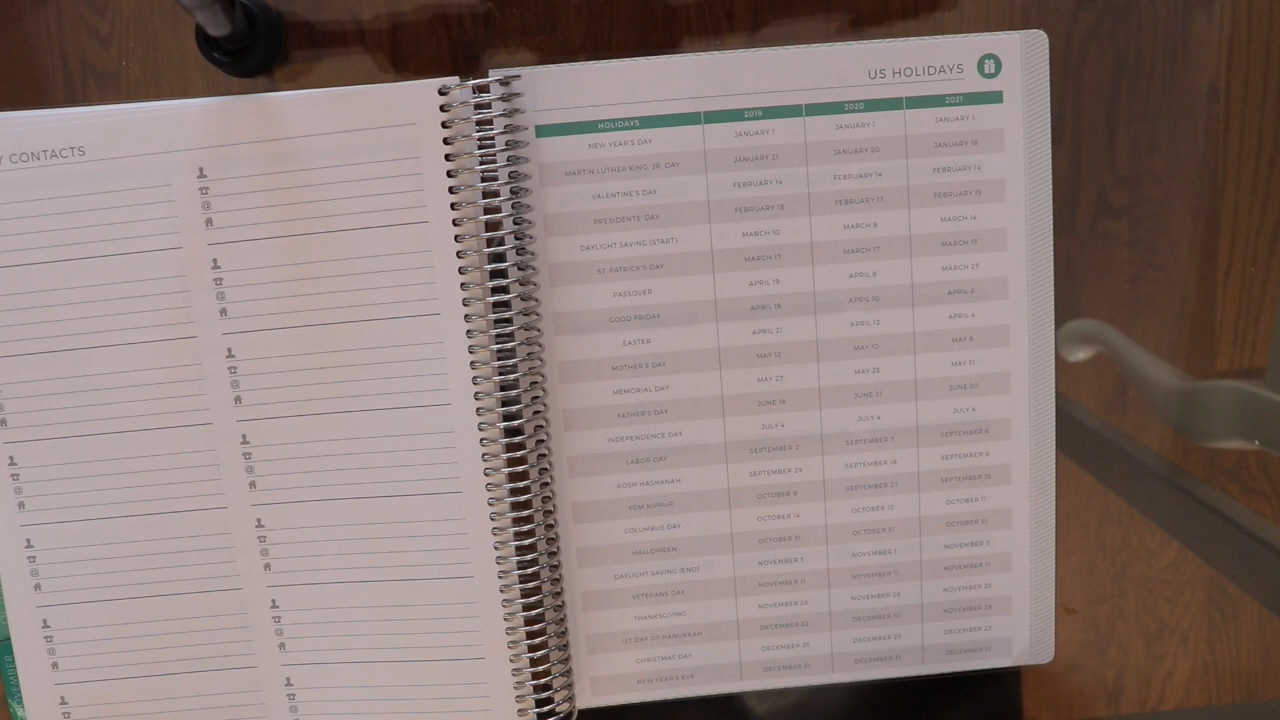 Y CONTACTS
@
@
@
@
@
@
@
@
@
@
US HOLIDAYS
HOLIDAYS 2019 2020 2021
NEW YEAR'S DAY JANUARY 1 JANUARY 1 JANUARY 1
MARTIN LUTHER KING, JR. DAY JANUARY 21 JANUARY 20 JANUARY 18
VALENTINE'S DAY FEBRUARY 14 FEBRUARY 14 FEBRUARY 14
PRESIDENTS' DAY FEBRUARY 18 FEBRUARY 17 FEBRUARY 15
DAYLIGHT SAVING (START) MARCH 10 MARCH 8 MARCH 14
ST. PATRICK'S DAY MARCH 17 MARCH 17 MARCH 17
PASSOVER APRIL 19 APRIL 8 MARCH 27
GOOD FRIDAY APRIL 19 APRIL 10 APRIL 2
EASTER APRIL 21 APRIL 12 APRIL 4
MOTHER'S DAY MAY 12 MAY 10 MAY 9
MEMORIAL DAY MAY 27 MAY 25 MAY 31
FATHER'S DAY JUNE 16 JUNE 21 JUNE 20
INDEPENDENCE DAY JULY 4 JULY 4 JULY 4
LABOR DAY SEPTEMBER 2 SEPTEMBER 7 SEPTEMBER 6
ROSH HASHANAH SEPTEMBER 29 SEPTEMBER 18 SEPTEMBER 6
YOM KIPPUR OCTOBER 8 SEPTEMBER 27 SEPTEMBER 15
COLUMBUS DAY OCTOBER 14 OCTOBER 12 OCTOBER 11
HALLOWEEN OCTOBER 31 OCTOBER 31 OCTOBER 31
DAYLIGHT SAVING (END) NOVEMBER 3 NOVEMBER 1 NOVEMBER 7
VETERANS DAY NOVEMBER 11 NOVEMBER 11 NOVEMBER 11
THANKSGIVING NOVEMBER 28 NOVEMBER 26 NOVEMBER 25
1ST DAY OF HANUKKAH DECEMBER 22 DECEMBER 10 NOVEMBER 28
CHRISTMAS DAY DECEMBER 25 DECEMBER 25 DECEMBER 25
NEW YEAR'S EVE DECEMBER 31 DECEMBER 31 DECEMBER 31
OVEMBER